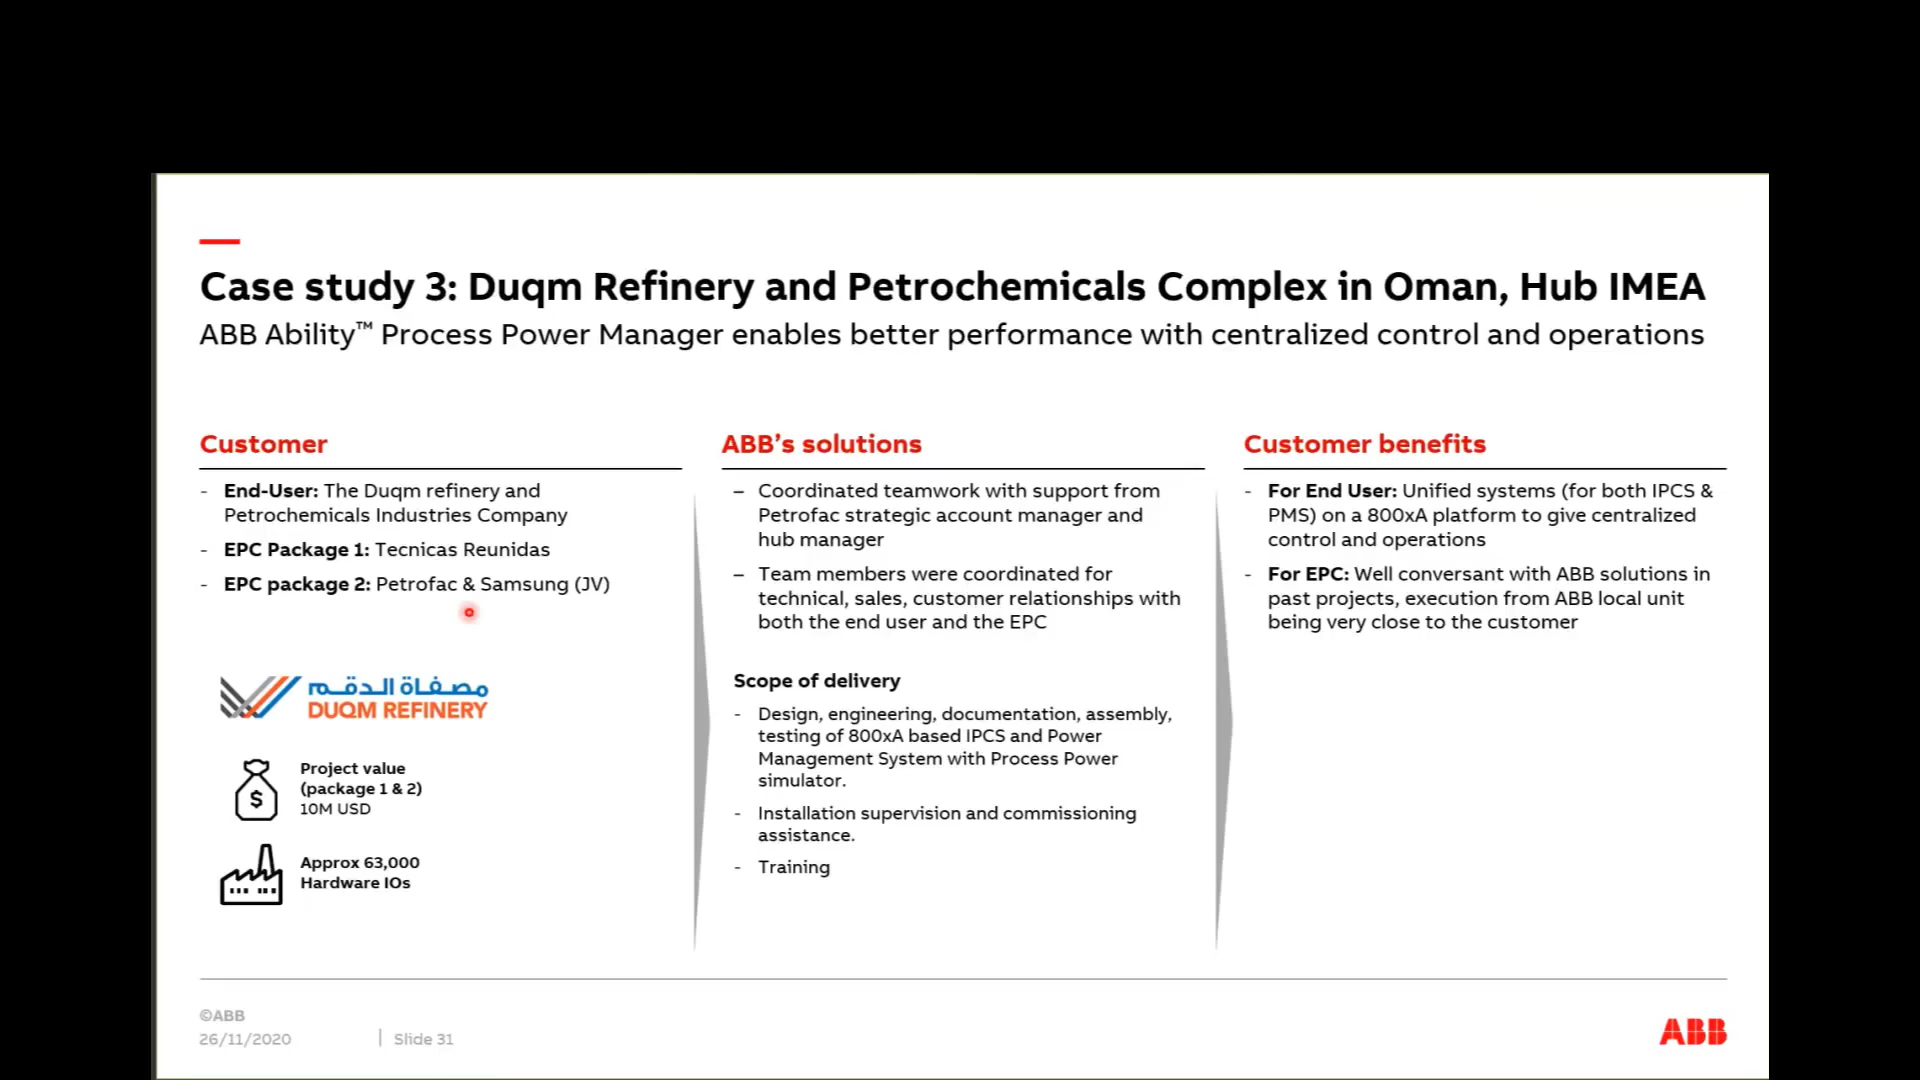 Case study 3: Duqm Refinery and Petrochemicals Complex in Oman, Hub IMEA
ABB Ability™ Process Power Manager enables better performance with centralized control and operations
Customer
- End-User: The Duqm refinery and
Petrochemicals Industries Company
- EPC Package 1: Tecnicas Reunidas
- EPC package 2: Petrofac & Samsung (JV)
مصفاة الدقم
DUQM REFINERY
$
Project value
(package 1 & 2)
10M USD
Approx 63,000
Hardware IOs
ABB’s solutions
– Coordinated teamwork with support from
Petrofac strategic account manager and
hub manager
– Team members were coordinated for
technical, sales, customer relationships with
both the end user and the EPC
Scope of delivery
- Design, engineering, documentation, assembly,
testing of 800xA based IPCS and Power
Management System with Process Power
simulator.
- Installation supervision and commissioning
assistance.
- Training
Customer benefits
- For End User: Unified systems (for both IPCS &
PMS) on a 800xA platform to give centralized
control and operations
- For EPC: Well conversant with ABB solutions in
past projects, execution from ABB local unit
being very close to the customer
©ABB
26/11/2020 | Slide 31
ABB